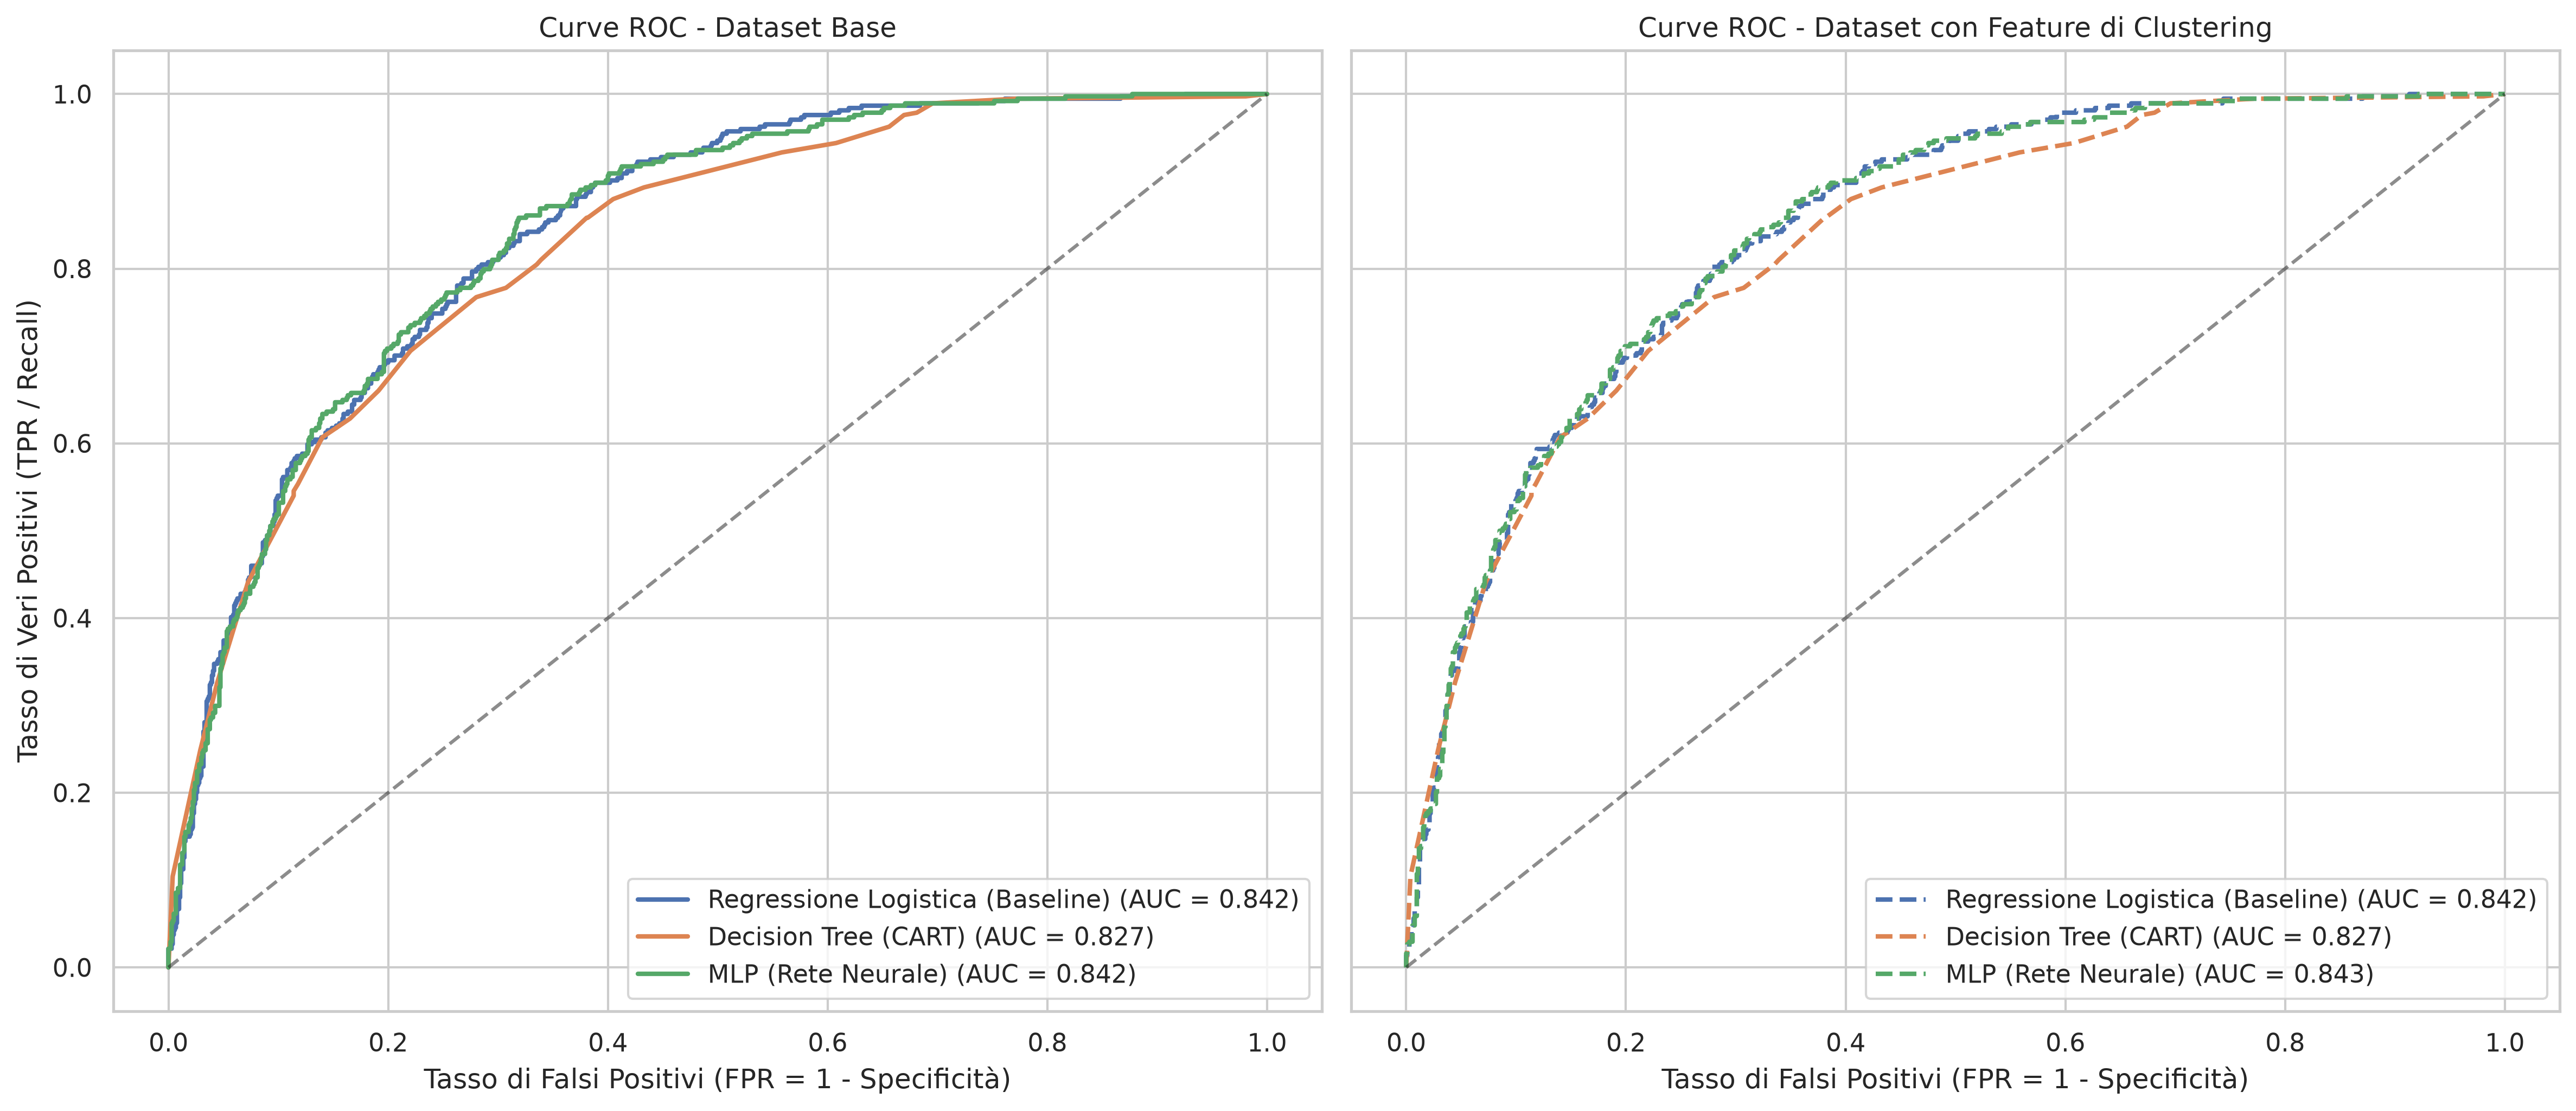 Curve ROC - Dataset Base
Tasso di Veri Positivi (TPR / Recall)
1.0
0.8
0.6
0.4
0.2
0.0
Regressione Logistica (Baseline) (AUC = 0.842)
Decision Tree (CART) (AUC = 0.827)
MLP (Rete Neurale) (AUC = 0.842)
0.0 0.2 0.4 0.6 0.8 1.0
Tasso di Falsi Positivi (FPR = 1 - Specificità)
Curve ROC - Dataset con Feature di Clustering
Regressione Logistica (Baseline) (AUC = 0.842)
Decision Tree (CART) (AUC = 0.827)
MLP (Rete Neurale) (AUC = 0.843)
0.0 0.2 0.4 0.6 0.8 1.0
Tasso di Falsi Positivi (FPR = 1 - Specificità)